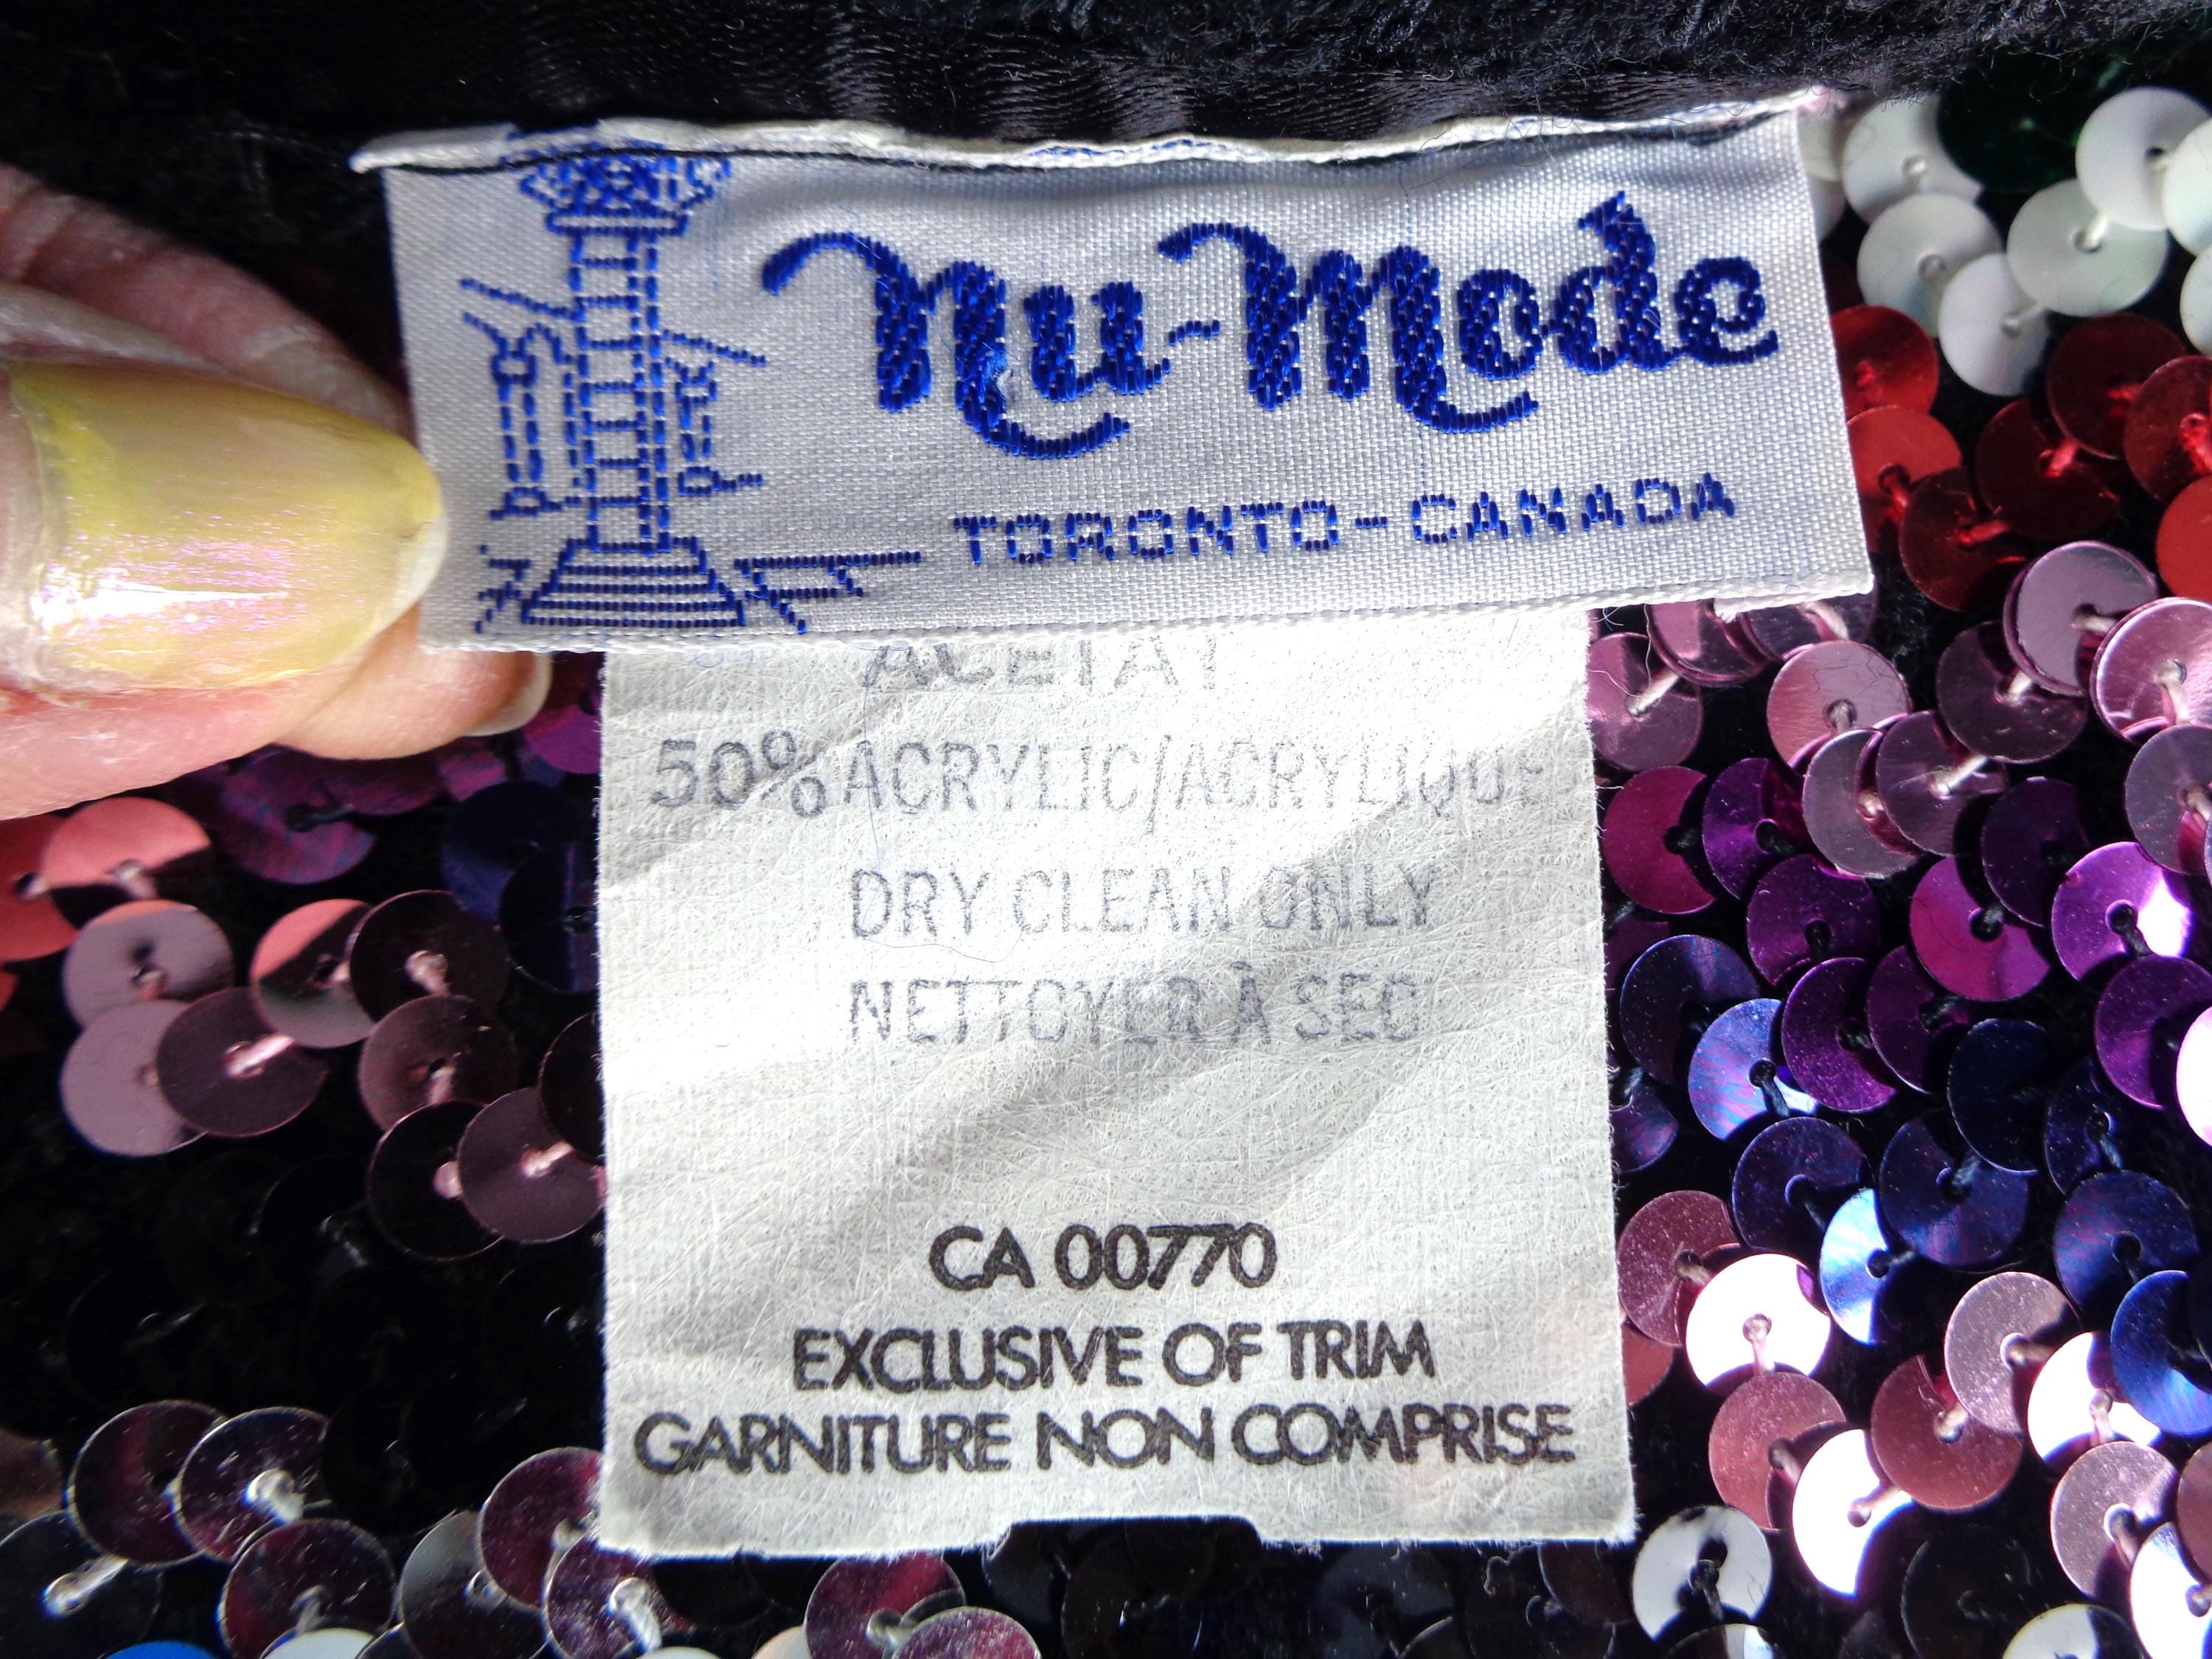 nu-mode
TORONTO-CANADA
ACETAT
50% ACRYLIC/ACRYLIQUE
DRY CLEAN ONLY
NETTOYER À SEC
CA 00770
EXCLUSIVE OF TRIM
GARNITURE NON COMPRISE